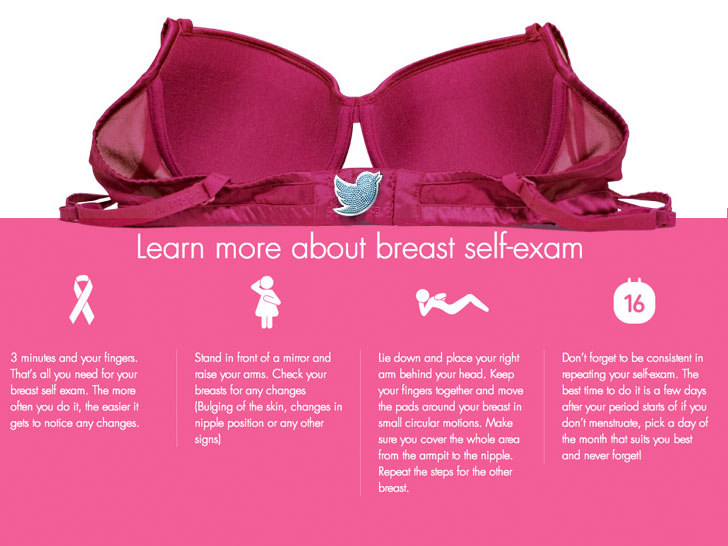 Learn more about breast self-exam
3 minutes and your fingers.
That's all you need for your
breast self exam. The more
often you do it, the easier it
gets to notice any changes.
Stand in front of a mirror and
raise your arms. Check your
breasts for any changes
(Bulging of the skin, changes in
nipple position or any other
signs)
Lie down and place your right
arm behind your head. Keep
your fingers together and move
the pads around your breast in
small circular motions. Make
sure you cover the whole area
from the armpit to the nipple.
Repeat the steps for the other
breast.
16
Don't forget to be consistent in
repeating your self-exam. The
best time to do it is a few days
after your period starts of if you
don't menstruate, pick a day of
the month that suits you best
and never forget!